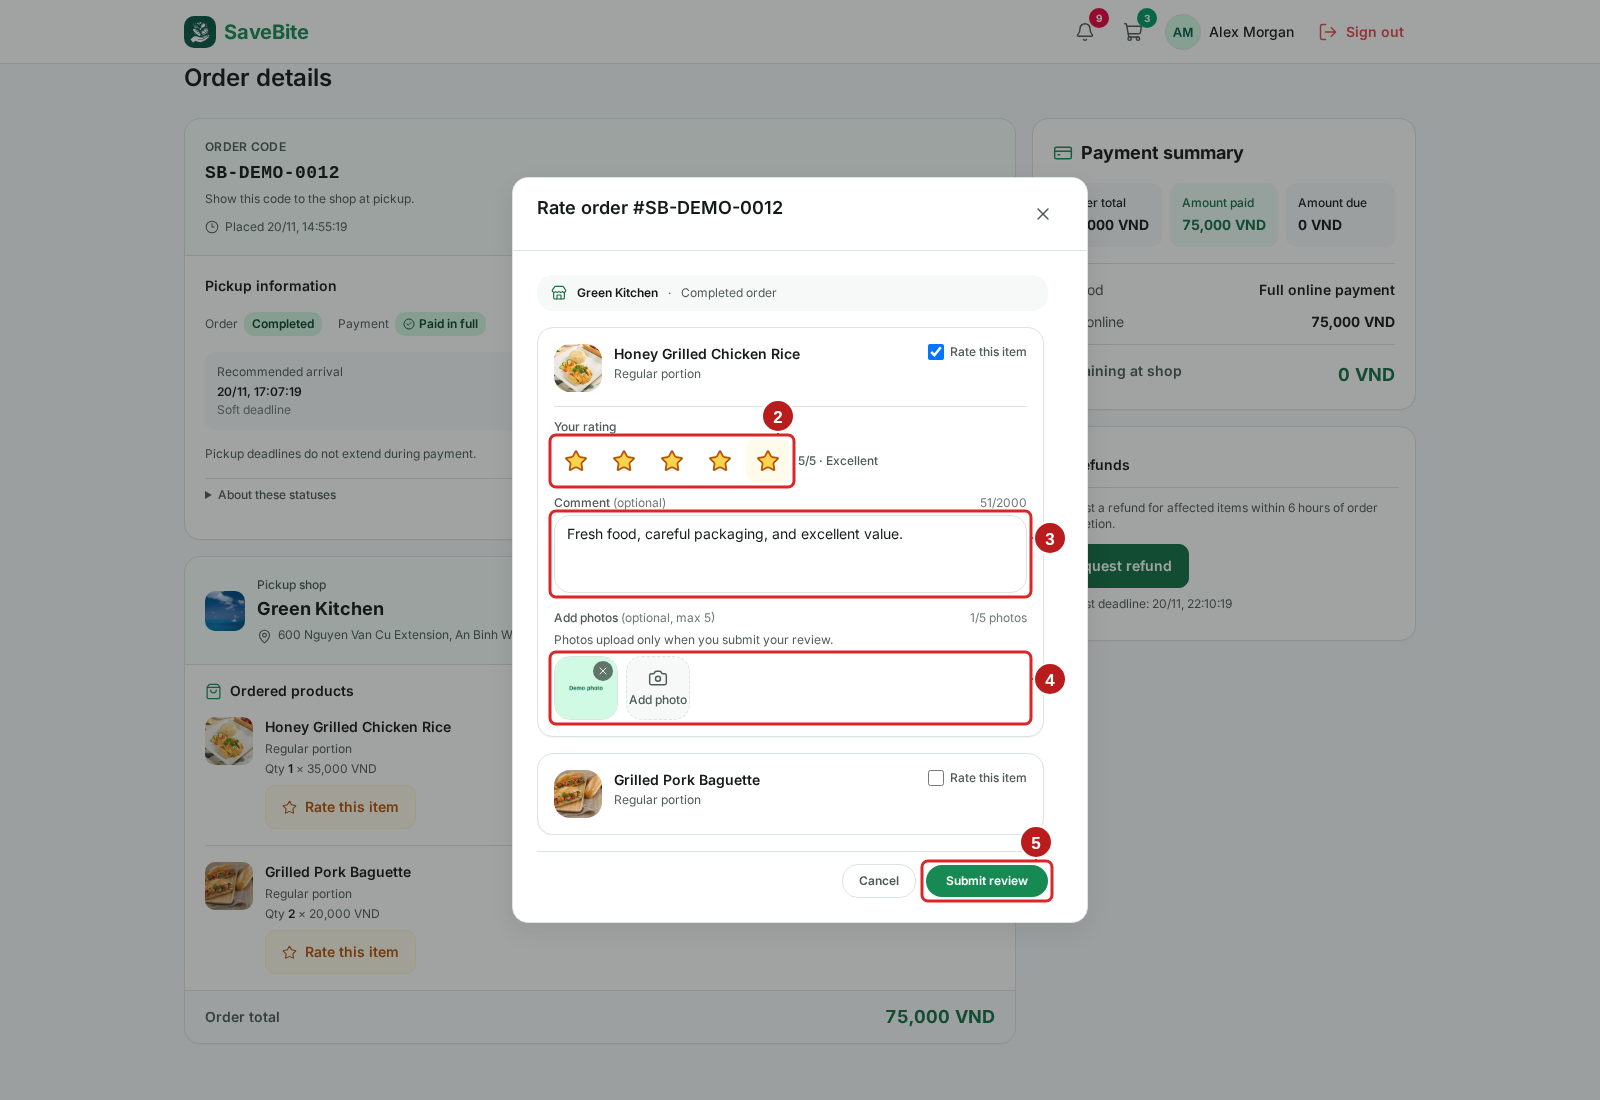 SaveBite
9
3
AM
Alex Morgan
Sign out
Order details
ORDER CODE
SB-DEMO-0012
Show this code to the shop at pickup.
Placed 20/11, 14:55:19
Pickup information
Order Completed Payment Paid in full
Recommended arrival
20/11, 17:07:19
Soft deadline
Pickup deadlines do not extend during payment.
About these statuses
Pickup shop
Green Kitchen
600 Nguyen Van Cu Extension, An Binh W
Ordered products
Honey Grilled Chicken Rice
Regular portion
Qty 1 × 35,000 VND
Rate this item
Grilled Pork Baguette
Regular portion
Qty 2 × 20,000 VND
Rate this item
Order total
75,000 VND
Rate order #SB-DEMO-0012
Green Kitchen · Completed order
Honey Grilled Chicken Rice
Regular portion
Rate this item
2
Your rating
5/5 · Excellent
Comment (optional)
51/2000
Fresh food, careful packaging, and excellent value.
3
Add photos (optional, max 5)
1/5 photos
Photos upload only when you submit your review.
Demo photo
Add photo
4
Grilled Pork Baguette
Regular portion
Rate this item
5
Cancel
Submit review
Payment summary
er total
000 VND
Amount paid
75,000 VND
Amount due
0 VND
od
Full online payment
online
75,000 VND
aining at shop
0 VND
efunds
st a refund for affected items within 6 hours of order
etion.
quest refund
st deadline: 20/11, 22:10:19